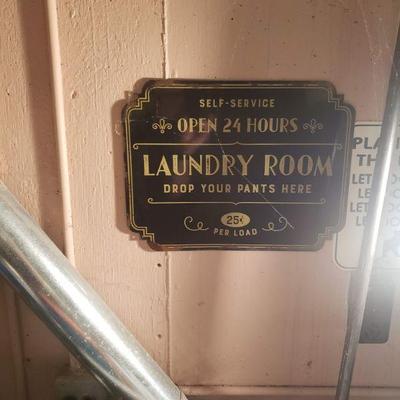 SELF-SERVICE
OPEN 24 HOURS
LAUNDRY ROOM
DROP YOUR PANTS HERE
25¢
PER LOAD